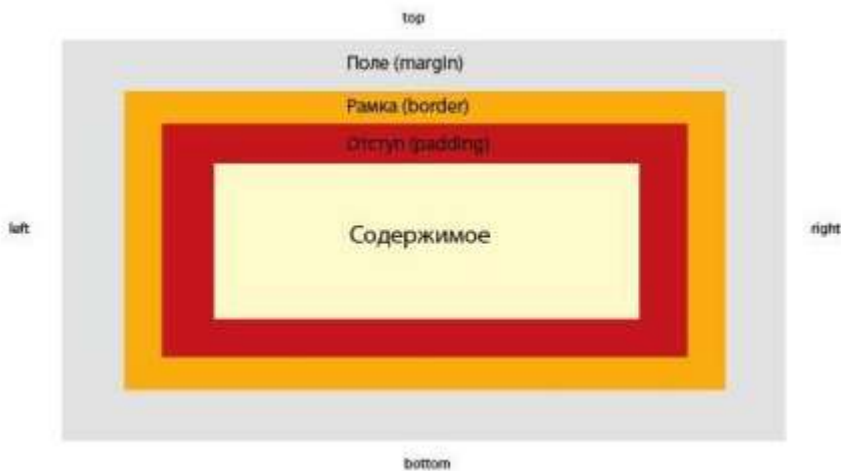 top
Поле (margin)
Рамка (border)
Отступ (padding)
left
Содержимое
right
bottom